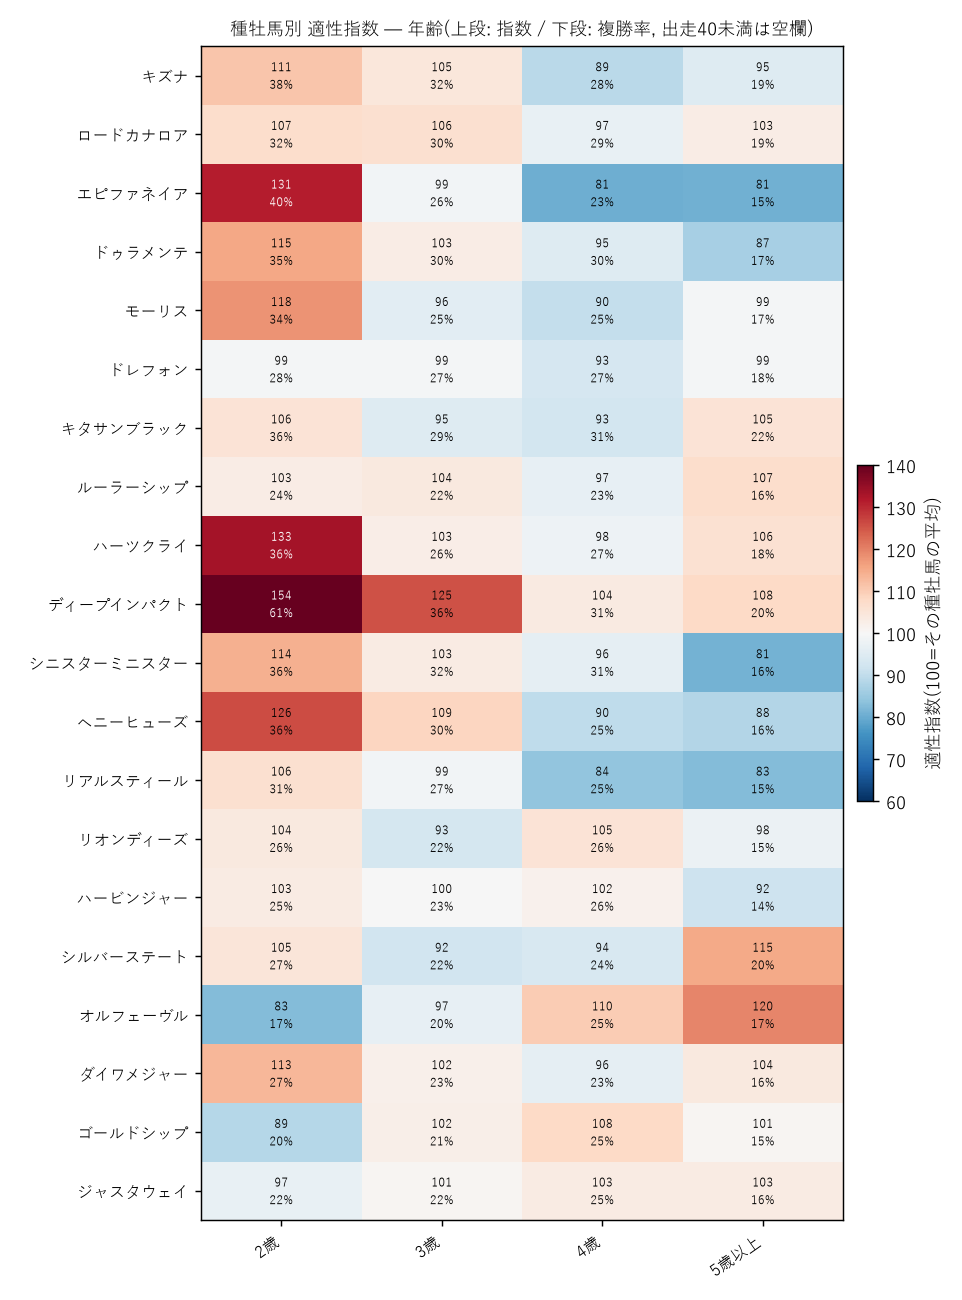 種牡馬別 適性指数 — 年齢(上段: 指数 / 下段: 複勝率, 出走40未満は空欄)
キズナ 111 105 89 95
38% 32% 28% 19%
ロードカナロア 107 106 97 103
32% 30% 29% 19%
エピファネイア 131 99 81 81
40% 26% 23% 15%
ドゥラメンテ 115 103 95 87
35% 30% 30% 17%
モーリス 118 96 90 99
34% 25% 25% 17%
ドレフォン 99 99 93 99
28% 27% 27% 18%
キタサンブラック 106 95 93 105
36% 29% 31% 22%
ルーラーシップ 103 104 97 107
24% 22% 23% 16%
ハーツクライ 133 103 98 106
36% 26% 27% 18%
ディープインパクト 154 125 104 108
61% 36% 31% 20%
シニスターミニスター 114 103 96 81
36% 32% 31% 16%
ヘニーヒューズ 126 109 90 88
36% 30% 25% 16%
リアルスティール 106 99 84 83
31% 27% 25% 15%
リオンディーズ 104 93 105 98
26% 22% 26% 15%
ハービンジャー 103 100 102 92
25% 23% 26% 14%
シルバーステート 105 92 94 115
27% 22% 24% 20%
オルフェーヴル 83 97 110 120
17% 20% 25% 17%
ダイワメジャー 113 102 96 104
27% 23% 23% 16%
ゴールドシップ 89 102 108 101
20% 21% 25% 15%
ジャスタウェイ 97 101 103 103
22% 22% 25% 16%
2歳 3歳 4歳 5歳以上
140
130
120
110
100
90
80
70
60
適性指数(100=その種牡馬の平均)